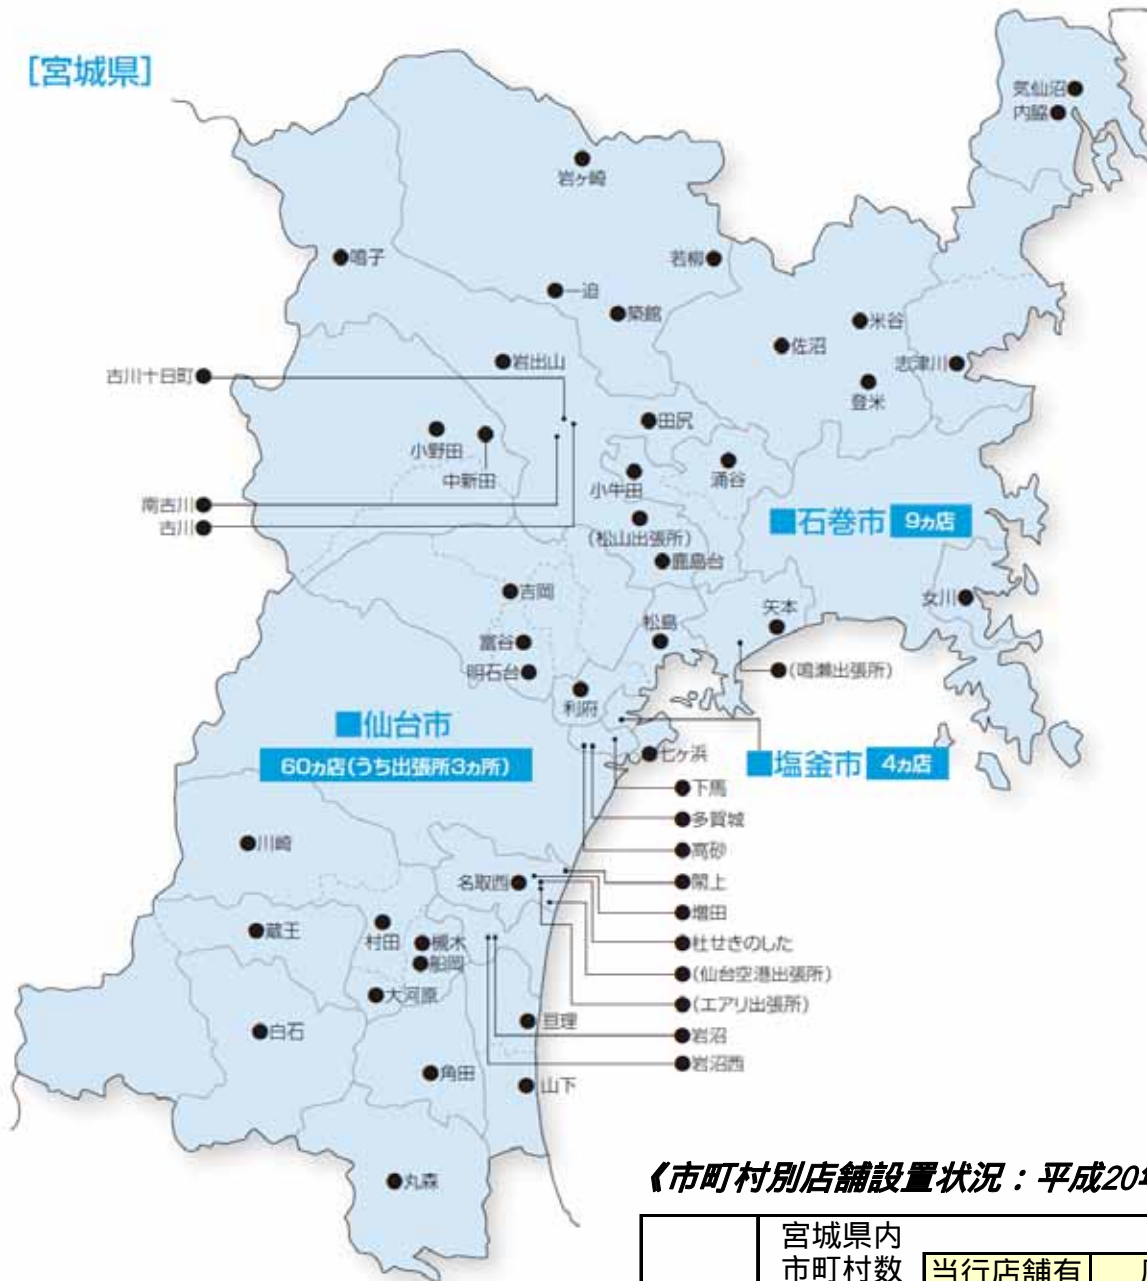 [宮城県]
気仙沼●
内脇●
●岩ヶ崎
●鳴子
若柳●
●一迫
●築館
●米谷
●佐沼
志津川●
●登米
●岩出山
古川十日町●
●田尻
●小野田
●中新田
●涌谷
●小牛田
南古川●
古川●
●(松山出張所)
■石巻市 9ヵ店
●鹿島台
●吉岡
女川●
●矢本
●松島
富谷●
明石台●
●(鳴瀬出張所)
●利府
■仙台市
60ヵ店(うち出張所3ヵ所)
●七ヶ浜
■塩釜市 4ヵ店
●下馬
●多賀城
●高砂
●川崎
名取西●
●閖上
●増田
●蔵王
●村田
●槻木
●杜せきのした
●船岡
●(仙台空港出張所)
●大河原
●(エアリ出張所)
●亘理
●白石
●岩沼
●岩沼西
●角田
●山下
●丸森
《市町村別店舗設置状況：平成20年
宮城県内
市町村数
当行店舗有